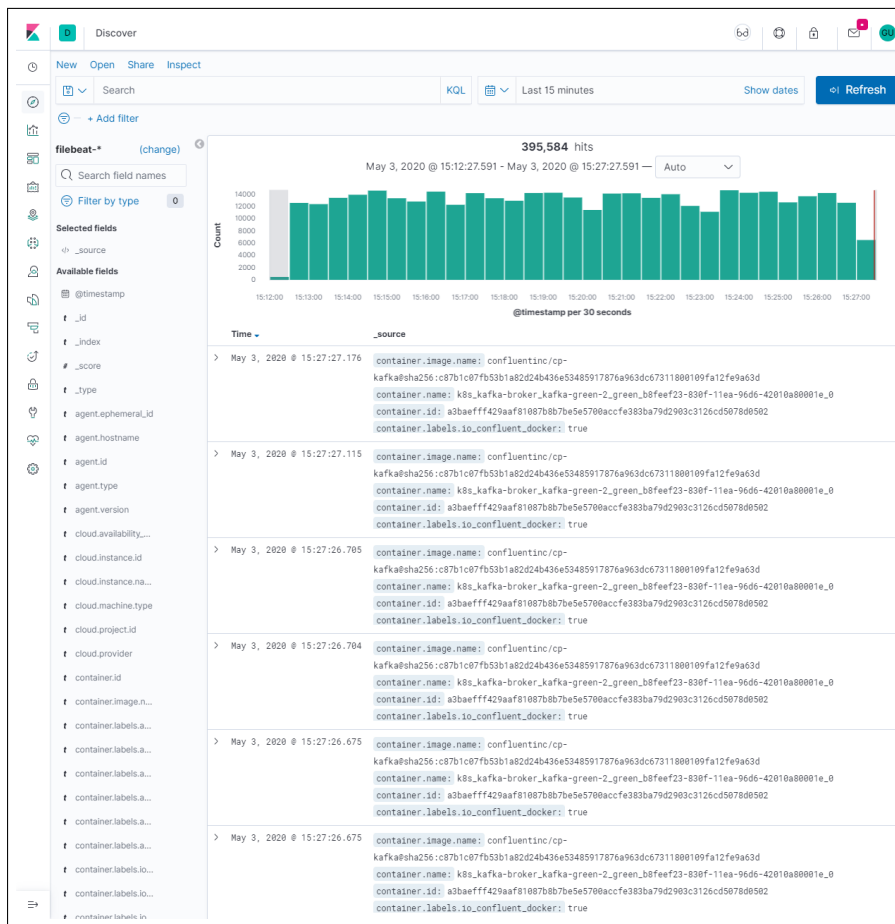 D Discover GU
New Open Share Inspect
Search KQL Last 15 minutes Show dates Refresh
+ Add filter
filebeat-* (change)
Search field names
Filter by type 0
Selected fields
</> _source
Available fields
@timestamp
t _id
t _index
# _score
t _type
t agent.ephemeral_id
t agent.hostname
t agent.id
t agent.type
t agent.version
t cloud.availability_...
t cloud.instance.id
t cloud.instance.na...
t cloud.machine.type
t cloud.project.id
t cloud.provider
t container.id
t container.image.n...
t container.labels.a...
t container.labels.a...
t container.labels.a...
t container.labels.a...
t container.labels.a...
t container.labels.io...
t container.labels.io...
t container.labels.io
395,584 hits
May 3, 2020 @ 15:12:27.591 - May 3, 2020 @ 15:27:27.591 — Auto
Count
14000
12000
10000
8000
6000
4000
2000
0
15:12:00 15:13:00 15:14:00 15:15:00 15:16:00 15:17:00 15:18:00 15:19:00 15:20:00 15:21:00 15:22:00 15:23:00 15:24:00 15:25:00 15:26:00 15:27:00
@timestamp per 30 seconds
Time _source
May 3, 2020 @ 15:27:27.176 container.image.name: confluentinc/cp-
kafka@sha256:c87b1c07fb53b1a82d24b436e53485917876a963dc67311800109fa12fe9a63d
container.name: k8s_kafka-broker_kafka-green-2_green_b8feef23-830f-11ea-96d6-42010a80001e_0
container.id: a3baefff429aaf81087b8b7be5e5700accfe383ba79d2903c3126cd5078d0502
container.labels.io_confluent_docker: true
May 3, 2020 @ 15:27:27.115 container.image.name: confluentinc/cp-
kafka@sha256:c87b1c07fb53b1a82d24b436e53485917876a963dc67311800109fa12fe9a63d
container.name: k8s_kafka-broker_kafka-green-2_green_b8feef23-830f-11ea-96d6-42010a80001e_0
container.id: a3baefff429aaf81087b8b7be5e5700accfe383ba79d2903c3126cd5078d0502
container.labels.io_confluent_docker: true
May 3, 2020 @ 15:27:26.705 container.image.name: confluentinc/cp-
kafka@sha256:c87b1c07fb53b1a82d24b436e53485917876a963dc67311800109fa12fe9a63d
container.name: k8s_kafka-broker_kafka-green-2_green_b8feef23-830f-11ea-96d6-42010a80001e_0
container.id: a3baefff429aaf81087b8b7be5e5700accfe383ba79d2903c3126cd5078d0502
container.labels.io_confluent_docker: true
May 3, 2020 @ 15:27:26.704 container.image.name: confluentinc/cp-
kafka@sha256:c87b1c07fb53b1a82d24b436e53485917876a963dc67311800109fa12fe9a63d
container.name: k8s_kafka-broker_kafka-green-2_green_b8feef23-830f-11ea-96d6-42010a80001e_0
container.id: a3baefff429aaf81087b8b7be5e5700accfe383ba79d2903c3126cd5078d0502
container.labels.io_confluent_docker: true
May 3, 2020 @ 15:27:26.675 container.image.name: confluentinc/cp-
kafka@sha256:c87b1c07fb53b1a82d24b436e53485917876a963dc67311800109fa12fe9a63d
container.name: k8s_kafka-broker_kafka-green-2_green_b8feef23-830f-11ea-96d6-42010a80001e_0
container.id: a3baefff429aaf81087b8b7be5e5700accfe383ba79d2903c3126cd5078d0502
container.labels.io_confluent_docker: true
May 3, 2020 @ 15:27:26.675 container.image.name: confluentinc/cp-
kafka@sha256:c87b1c07fb53b1a82d24b436e53485917876a963dc67311800109fa12fe9a63d
container.name: k8s_kafka-broker_kafka-green-2_green_b8feef23-830f-11ea-96d6-42010a80001e_0
container.id: a3baefff429aaf81087b8b7be5e5700accfe383ba79d2903c3126cd5078d0502
container.labels.io_confluent_docker: true